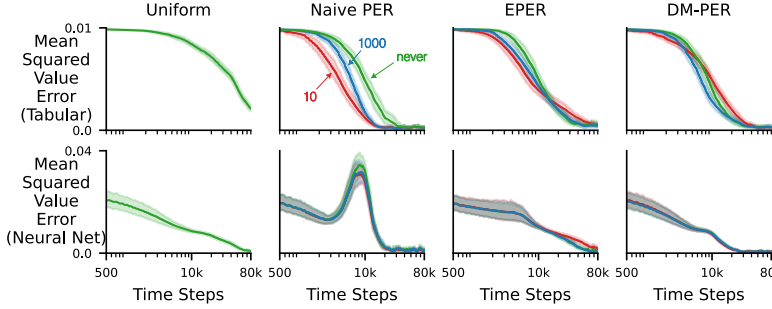 Uniform Naive PER EPER DM-PER
0.01
Mean
Squared
Value
Error
(Tabular)
0.0
1000
never
10
0.04
Mean
Squared
Value
Error
(Neural Net)
0.0
500 10k 80k 500 10k 80k 500 10k 80k 500 10k 80
Time Steps Time Steps Time Steps Time Steps